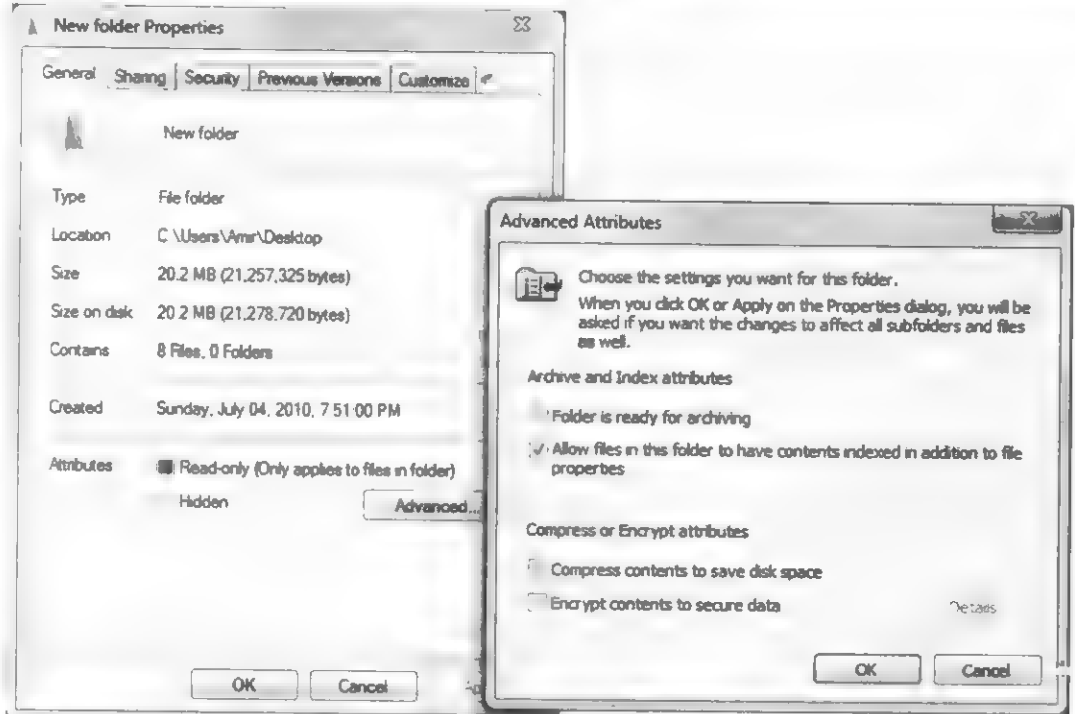 New folder Properties
General Sharing Security Previous Versions Customize
New folder
Type File folder
Location C \Users\Amr\Desktop
Size 20.2 MB (21,257,325 bytes)
Size on disk 20 2 MB (21,278,720 bytes)
Contains 8 Files, 0 Folders
Created Sunday, July 04, 2010, 7 51 00 PM
Attributes Read-only (Only applies to files in folder)
Hidden
Advanced...
OK Cancel
Advanced Attributes
Choose the settings you want for this folder.
When you click OK or Apply on the Properties dialog, you will be
asked if you want the changes to affect all subfolders and files
as well.
Archive and Index attributes
Folder is ready for archiving
Allow files in this folder to have contents indexed in addition to file
properties
Compress or Encrypt attributes
Compress contents to save disk space
Encrypt contents to secure data
Details
OK Cancel